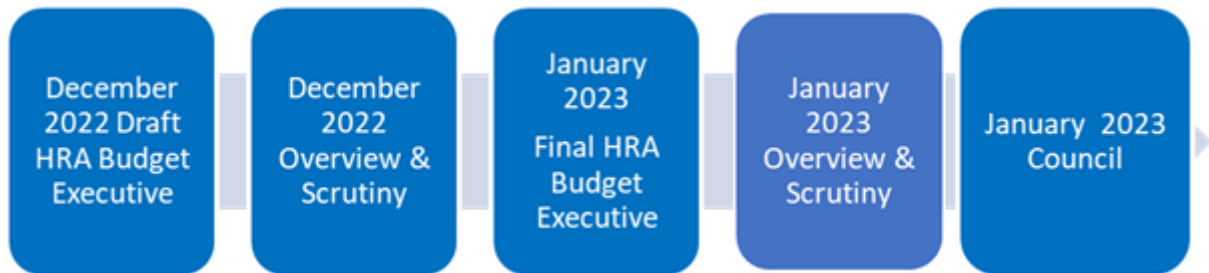 December
2022 Draft
HRA Budget
Executive
December
2022
Overview &
Scrutiny
January
2023
Final HRA
Budget
Executive
January
2023
Overview &
Scrutiny
January 2023
Council